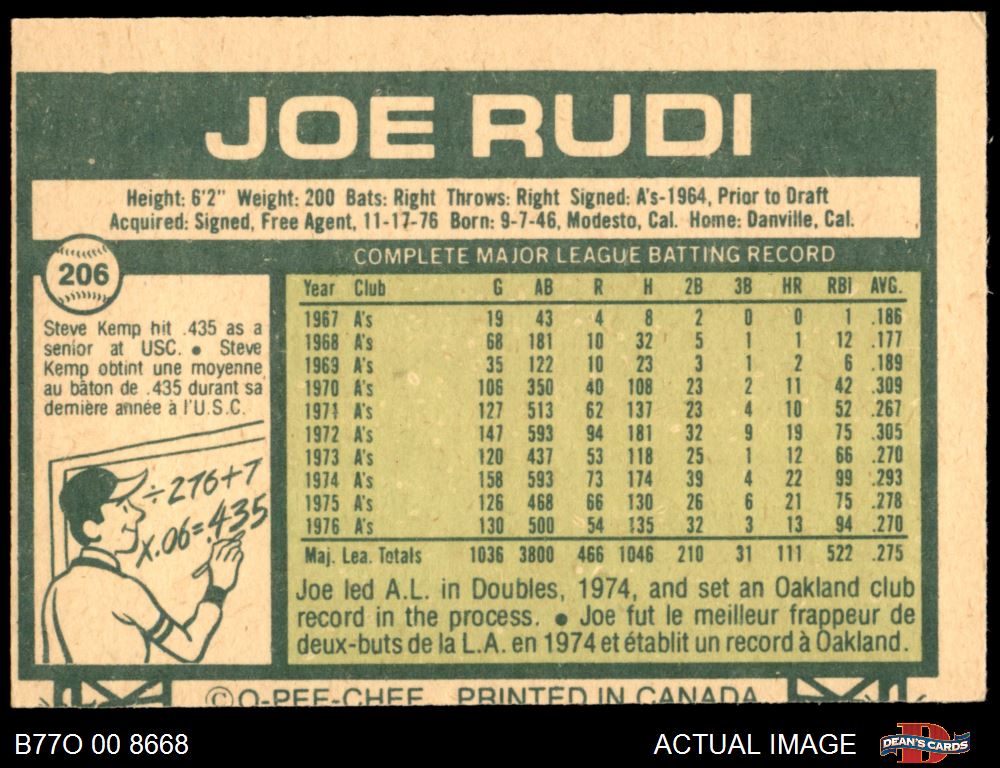 JOE RUDI
Height: 6'2" Weight: 200 Bats: Right Throws: Right Signed: A's-1964, Prior to Draft
Acquired: Signed, Free Agent, 11-17-76 Born: 9-7-46, Modesto, Cal. Home: Danville, Cal.
206
Steve Kemp hit .435 as a
senior at USC. ● Steve
Kemp obtint une moyenne
au bâton de .435 durant sa
dernière année à l'U.S.C.
÷276+7
X.06=.435
COMPLETE MAJOR LEAGUE BATTING RECORD
Year Club G AB R H 2B 3B HR RBI AVG.
1967 A's 19 43 4 8 2 0 0 1 .186
1968 A's 68 181 10 32 5 1 1 12 .177
1969 A's 35 122 10 23 3 1 2 6 .189
1970 A's 106 350 40 108 23 2 11 42 .309
1971 A's 127 513 62 137 23 4 10 52 .267
1972 A's 147 593 94 181 32 9 19 75 .305
1973 A's 120 437 53 118 25 1 12 66 .270
1974 A's 158 593 73 174 39 4 22 99 .293
1975 A's 126 468 66 130 26 6 21 75 .278
1976 A's 130 500 54 135 32 3 13 94 .270
Maj. Lea. Totals 1036 3800 466 1046 210 31 111 522 .275
Joe led A.L. in Doubles, 1974, and set an Oakland club
record in the process. ● Joe fut le meilleur frappeur de
deux-buts de la L.A. en 1974 et établit un record à Oakland.
©O-PEE-CHEE PRINTED IN CANADA
B77O 00 8668
ACTUAL IMAGE
DEAN'S CARDS